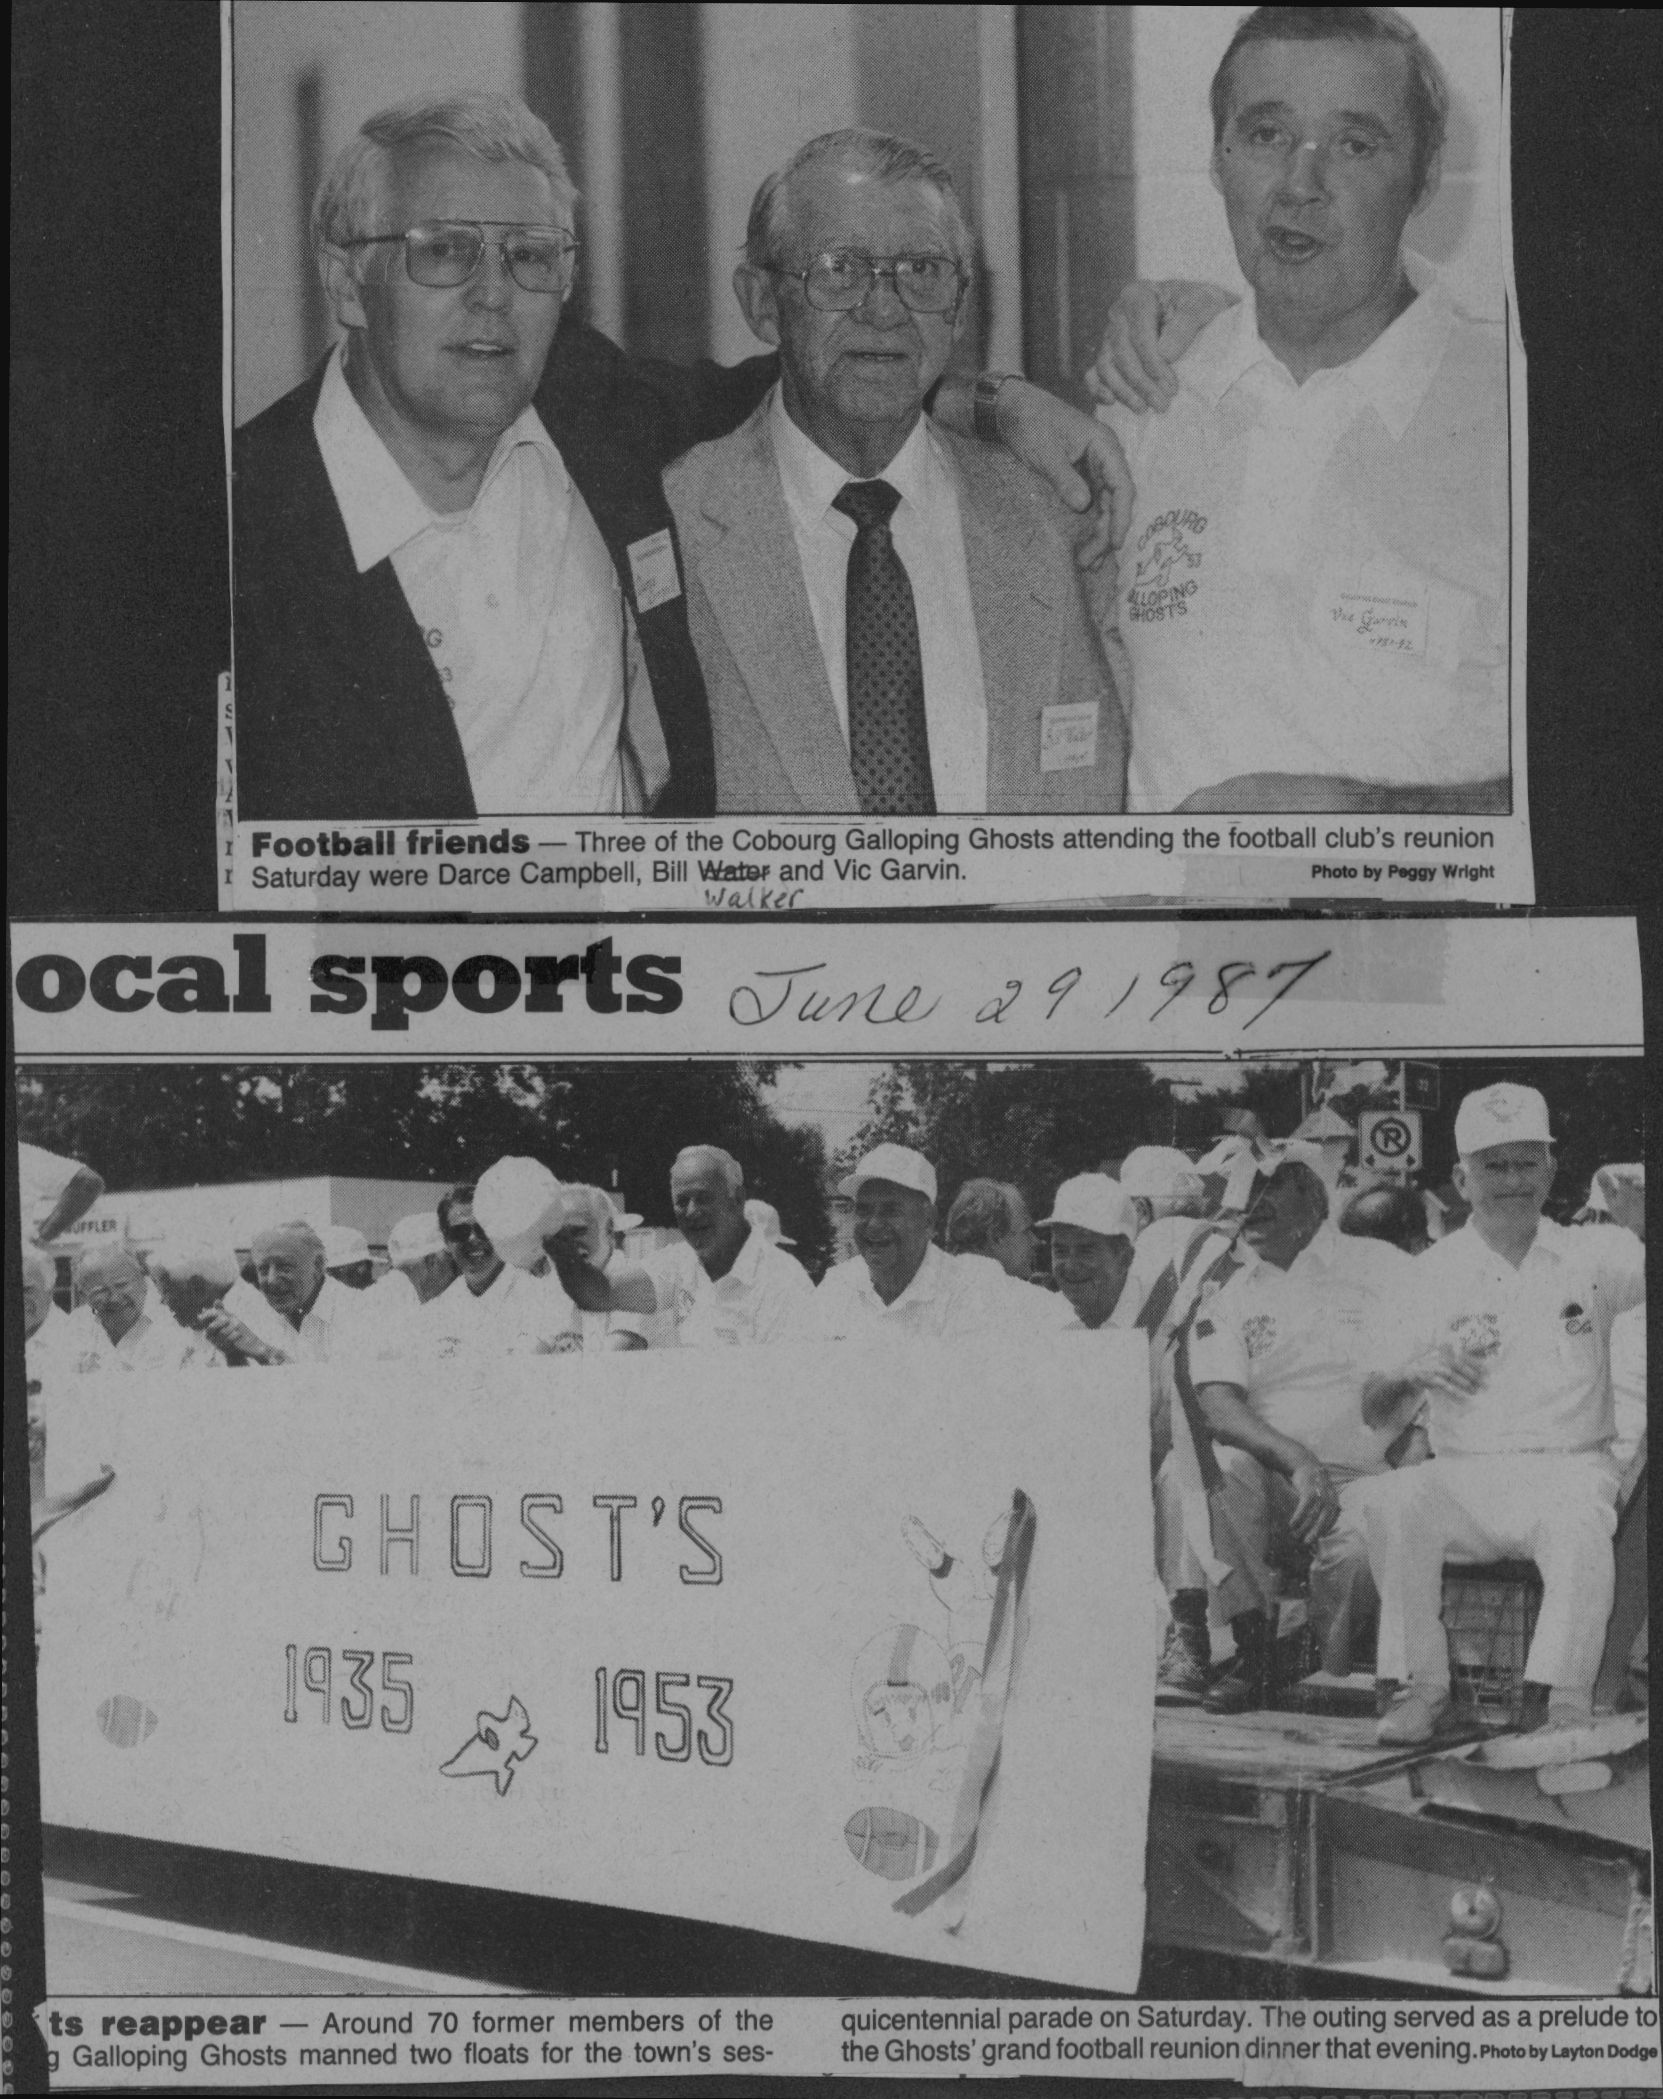 COBOURG
'53
ALLOPING
GHOSTS
Vic Garvin
G
3
Football friends — Three of the Cobourg Galloping Ghosts attending the football club's reunion
Saturday were Darce Campbell, Bill Water and Vic Garvin.
Photo by Peggy Wright
Walker
ocal sports
June 29 1987
UFFLER
GHOST'S
1935
1953
ts reappear — Around 70 former members of the
g Galloping Ghosts manned two floats for the town's ses-
quicentennial parade on Saturday. The outing served as a prelude to
the Ghosts' grand football reunion dinner that evening. Photo by Layton Dodge